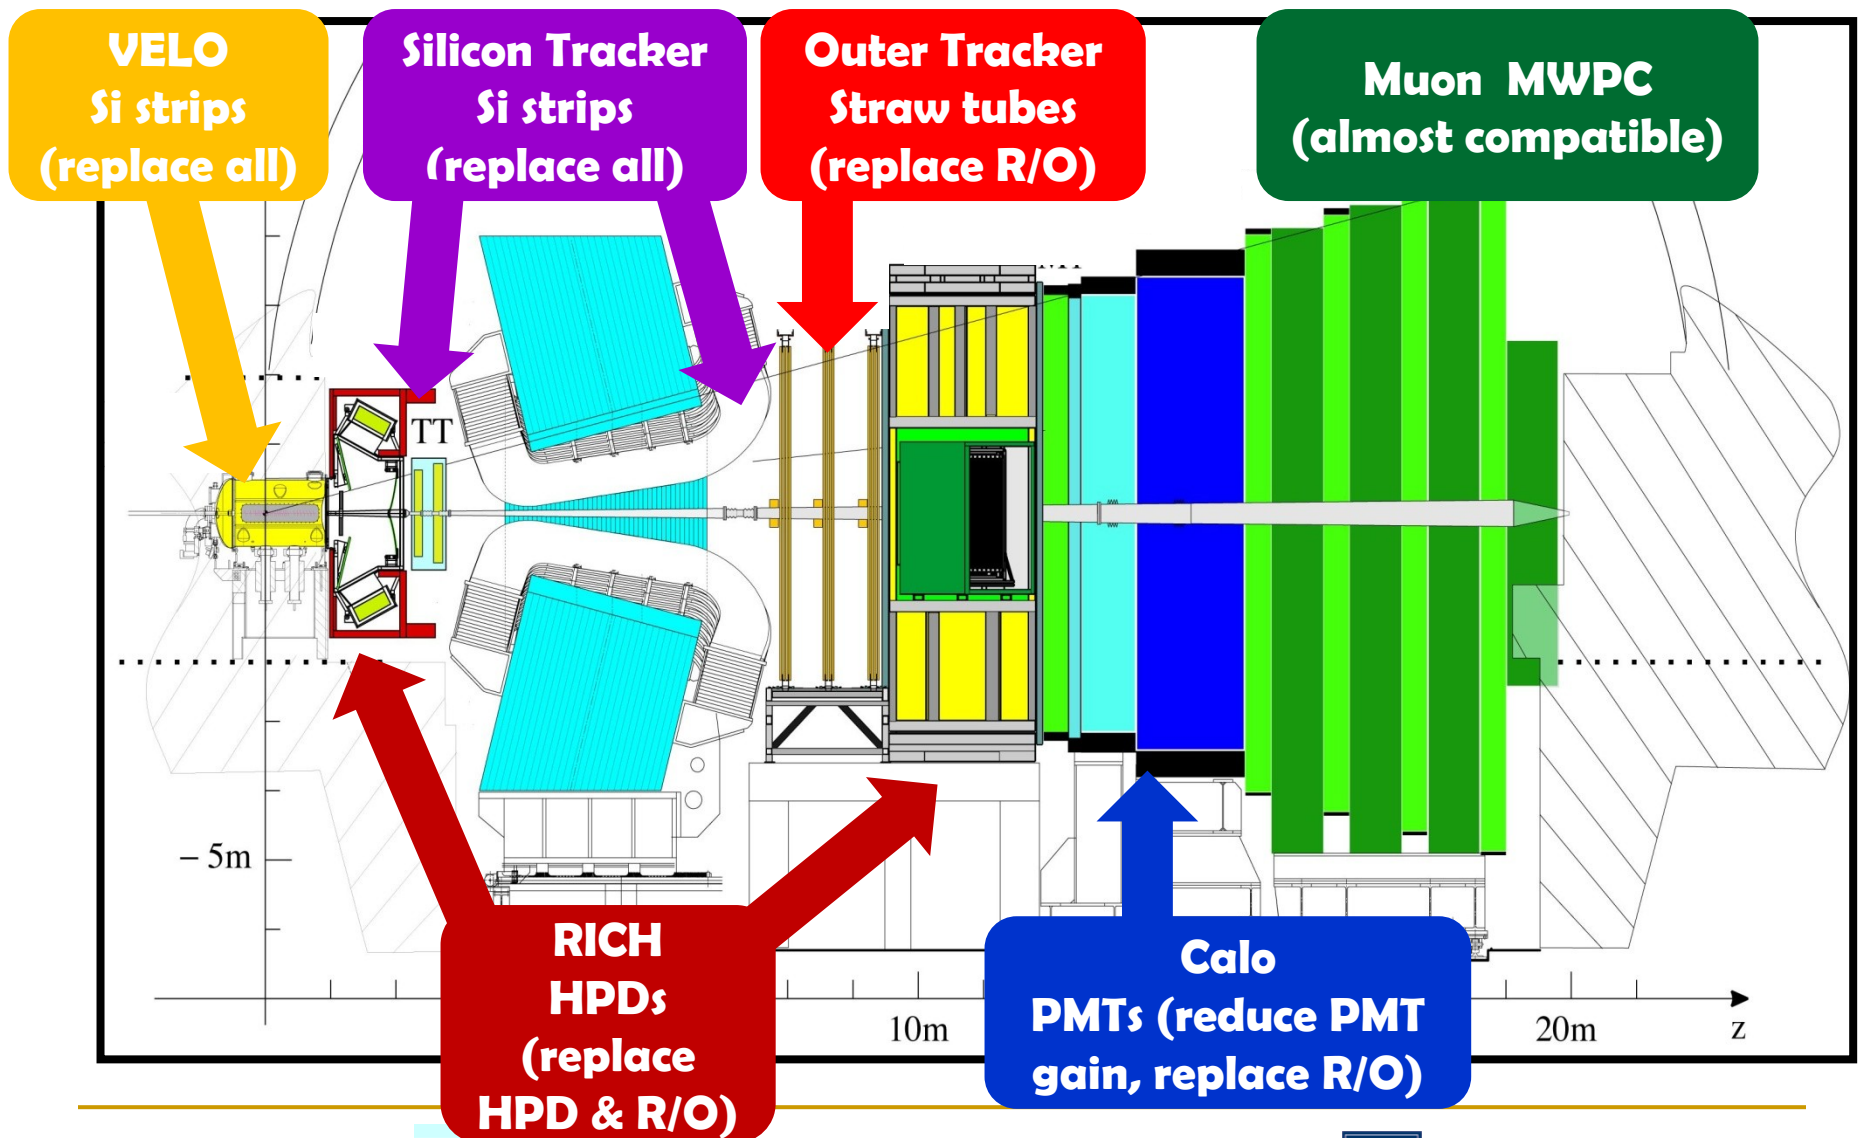 VELO
Si strips
(replace all)
Silicon Tracker
Si strips
(replace all)
Outer Tracker
Straw tubes
(replace R/O)
Muon MWPC
(almost compatible)
TT
– 5m
RICH
HPDs
(replace
HPD & R/O)
Calo
PMTs (reduce PMT
gain, replace R/O)
10m
20m
z